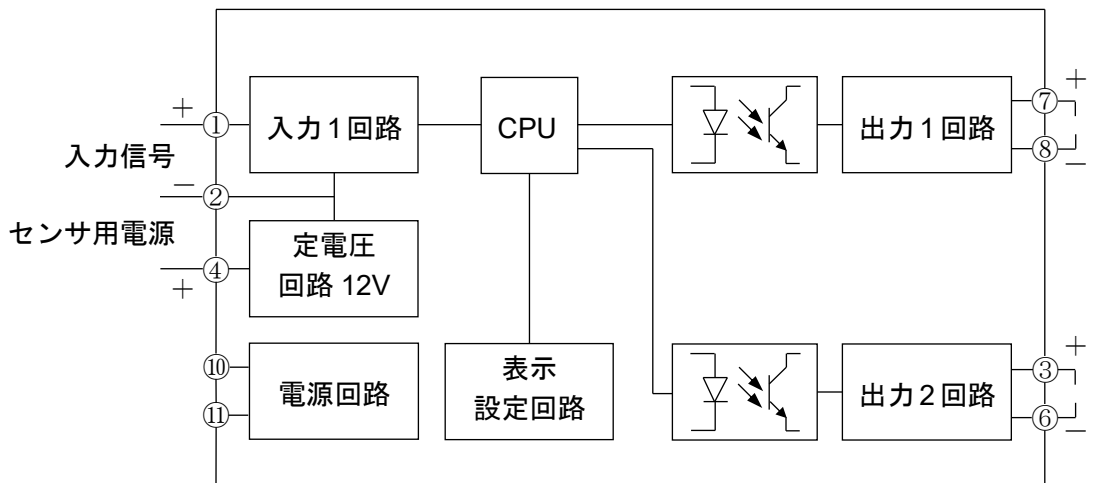 +
①
入力1回路
CPU
出力1回路
+
⑦
⑧
−
入力信号
−
②
センサ用電源
定電圧
回路 12V
④
+
⑩
⑪
電源回路
表示
設定回路
出力2回路
+
③
⑥
−